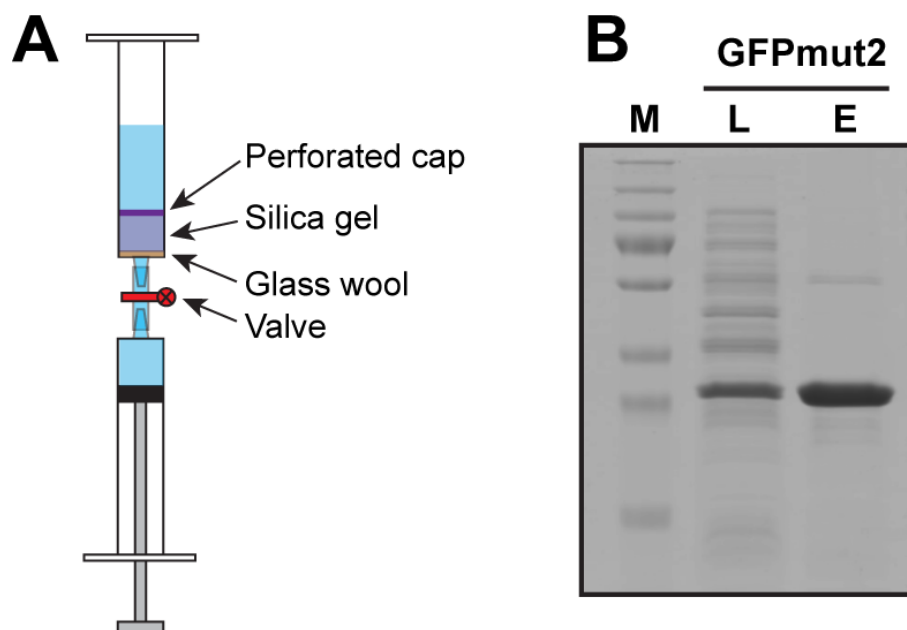 A
Perforated cap
Silica gel
Glass wool
Valve
B
GFPmut2
M L E